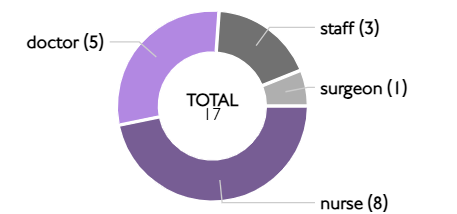 staff (3)
doctor (5)
surgeon (1)
TOTAL
17
nurse (8)